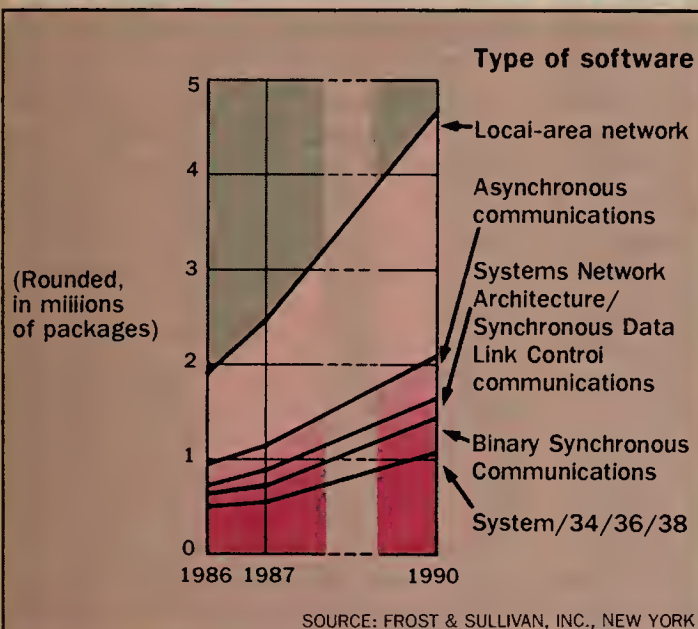 Type of software
5
4
3
2
1
0
(Rounded,
in millions
of packages)
1986 1987 1990
Local-area network
Asynchronous
communications
Systems Network
Architecture/
Synchronous Data
Link Control
communications
Binary Synchronous
Communications
System/34/36/38
SOURCE: FROST & SULLIVAN, INC., NEW YORK